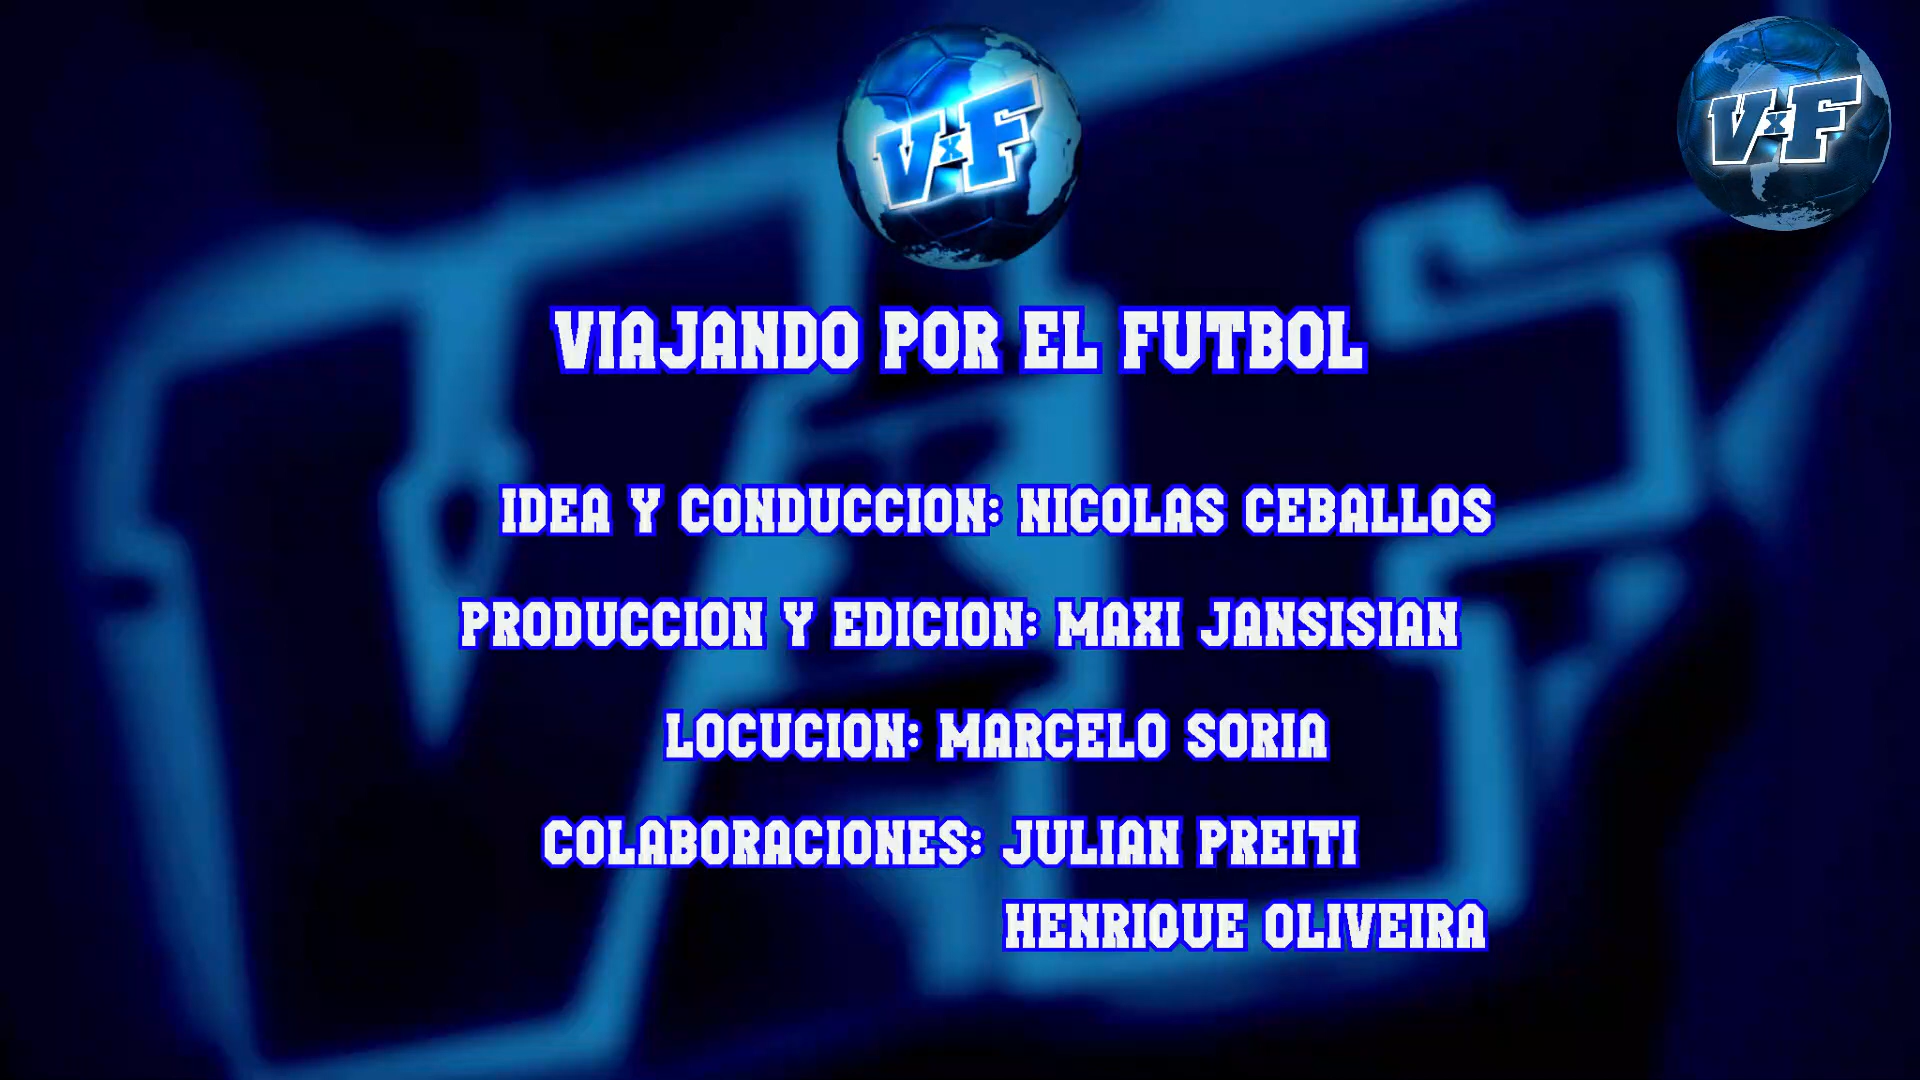 VxF
VxF
VIAJANDO POR EL FUTBOL
IDEA Y CONDUCCION: NICOLAS CEBALLOS
PRODUCCION Y EDICION: MAXI JANSISIAN
LOCUCION: MARCELO SORIA
COLABORACIONES: JULIAN PREITI
HENRIQUE OLIVEIRA